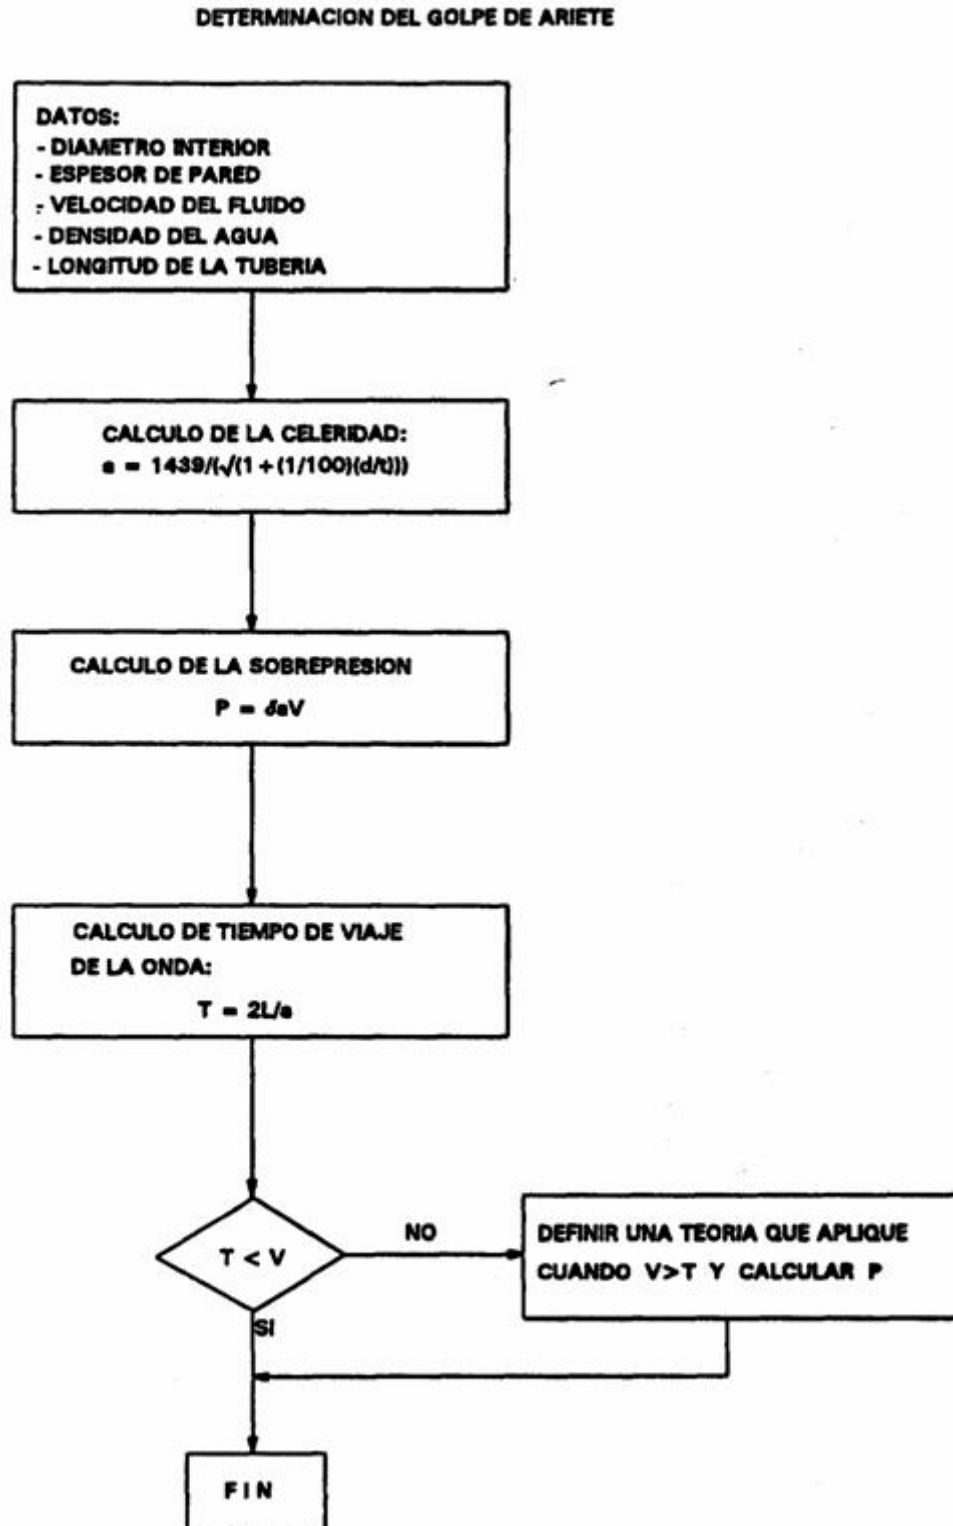 DETERMINACION DEL GOLPE DE ARIETE
DATOS:
- DIAMETRO INTERIOR
- ESPESOR DE PARED
- VELOCIDAD DEL FLUIDO
- DENSIDAD DEL AGUA
- LONGITUD DE LA TUBERIA
CALCULO DE LA CELERIDAD:
a = 1439/(√(1+(1/100)(d/t)))
CALCULO DE LA SOBREPRESION
P = δaV
CALCULO DE TIEMPO DE VIAJE
DE LA ONDA:
T = 2L/a
T < V
NO
DEFINIR UNA TEORIA QUE APLIQUE
CUANDO V>T Y CALCULAR P
SI
FIN